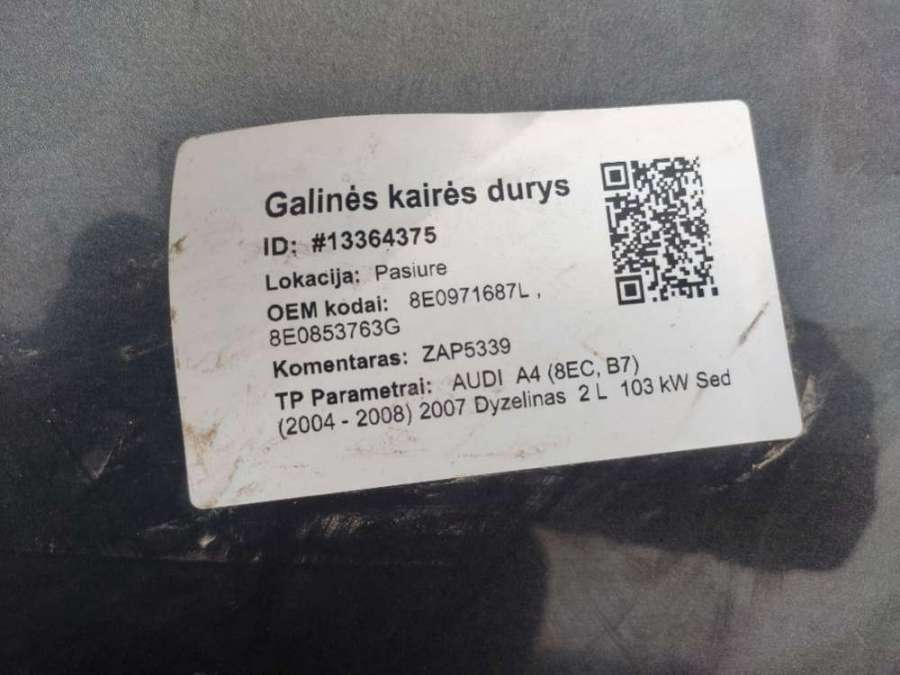 Galinės kairės durys
ID: #13364375
Lokacija: Pasiure
OEM kodai: 8E0971687L ,
8E0853763G
Komentaras: ZAP5339
TP Parametrai: AUDI A4 (8EC, B7)
(2004 - 2008) 2007 Dyzelinas 2 L 103 kW Sed